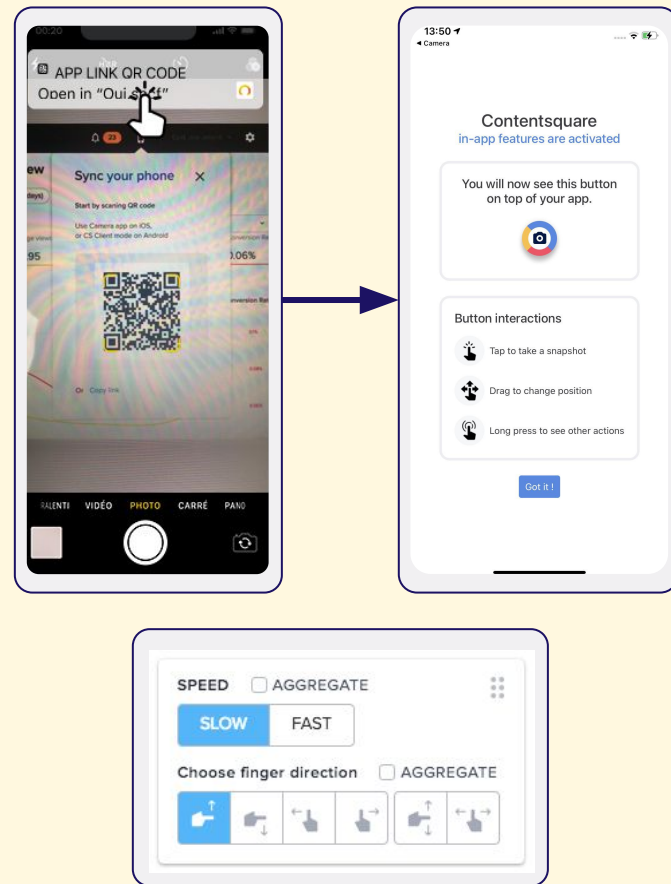 00:20
APP LINK QR CODE
Open in "Oui.sncf"
23
ew
Sync your phone
days)
Start by scaning QR code
Use Camera app on iOS,
or CS Client mode on Android
95
0.06%
Or Copy link
RALENTI VIDÉO PHOTO CARRÉ PANO
13:50
Camera
Contentsquare
in-app features are activated
You will now see this button
on top of your app.
Button interactions
Tap to take a snapshot
Drag to change position
Long press to see other actions
Got it !
SPEED AGGREGATE
SLOW FAST
Choose finger direction AGGREGATE